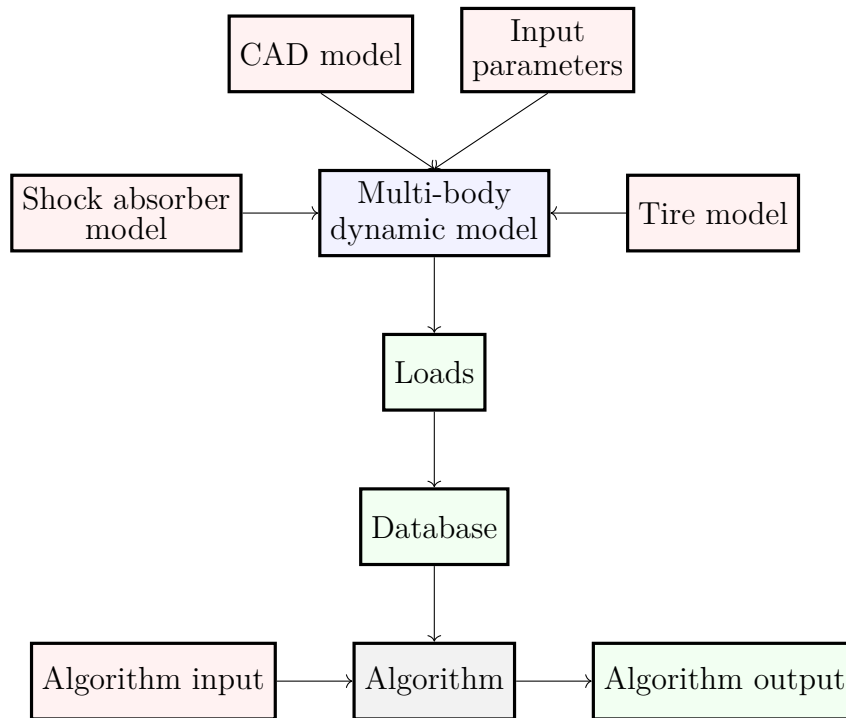 CAD model
Input
parameters
Shock absorber
model
Multi-body
dynamic model
Tire model
Loads
Database
Algorithm input
Algorithm
Algorithm output